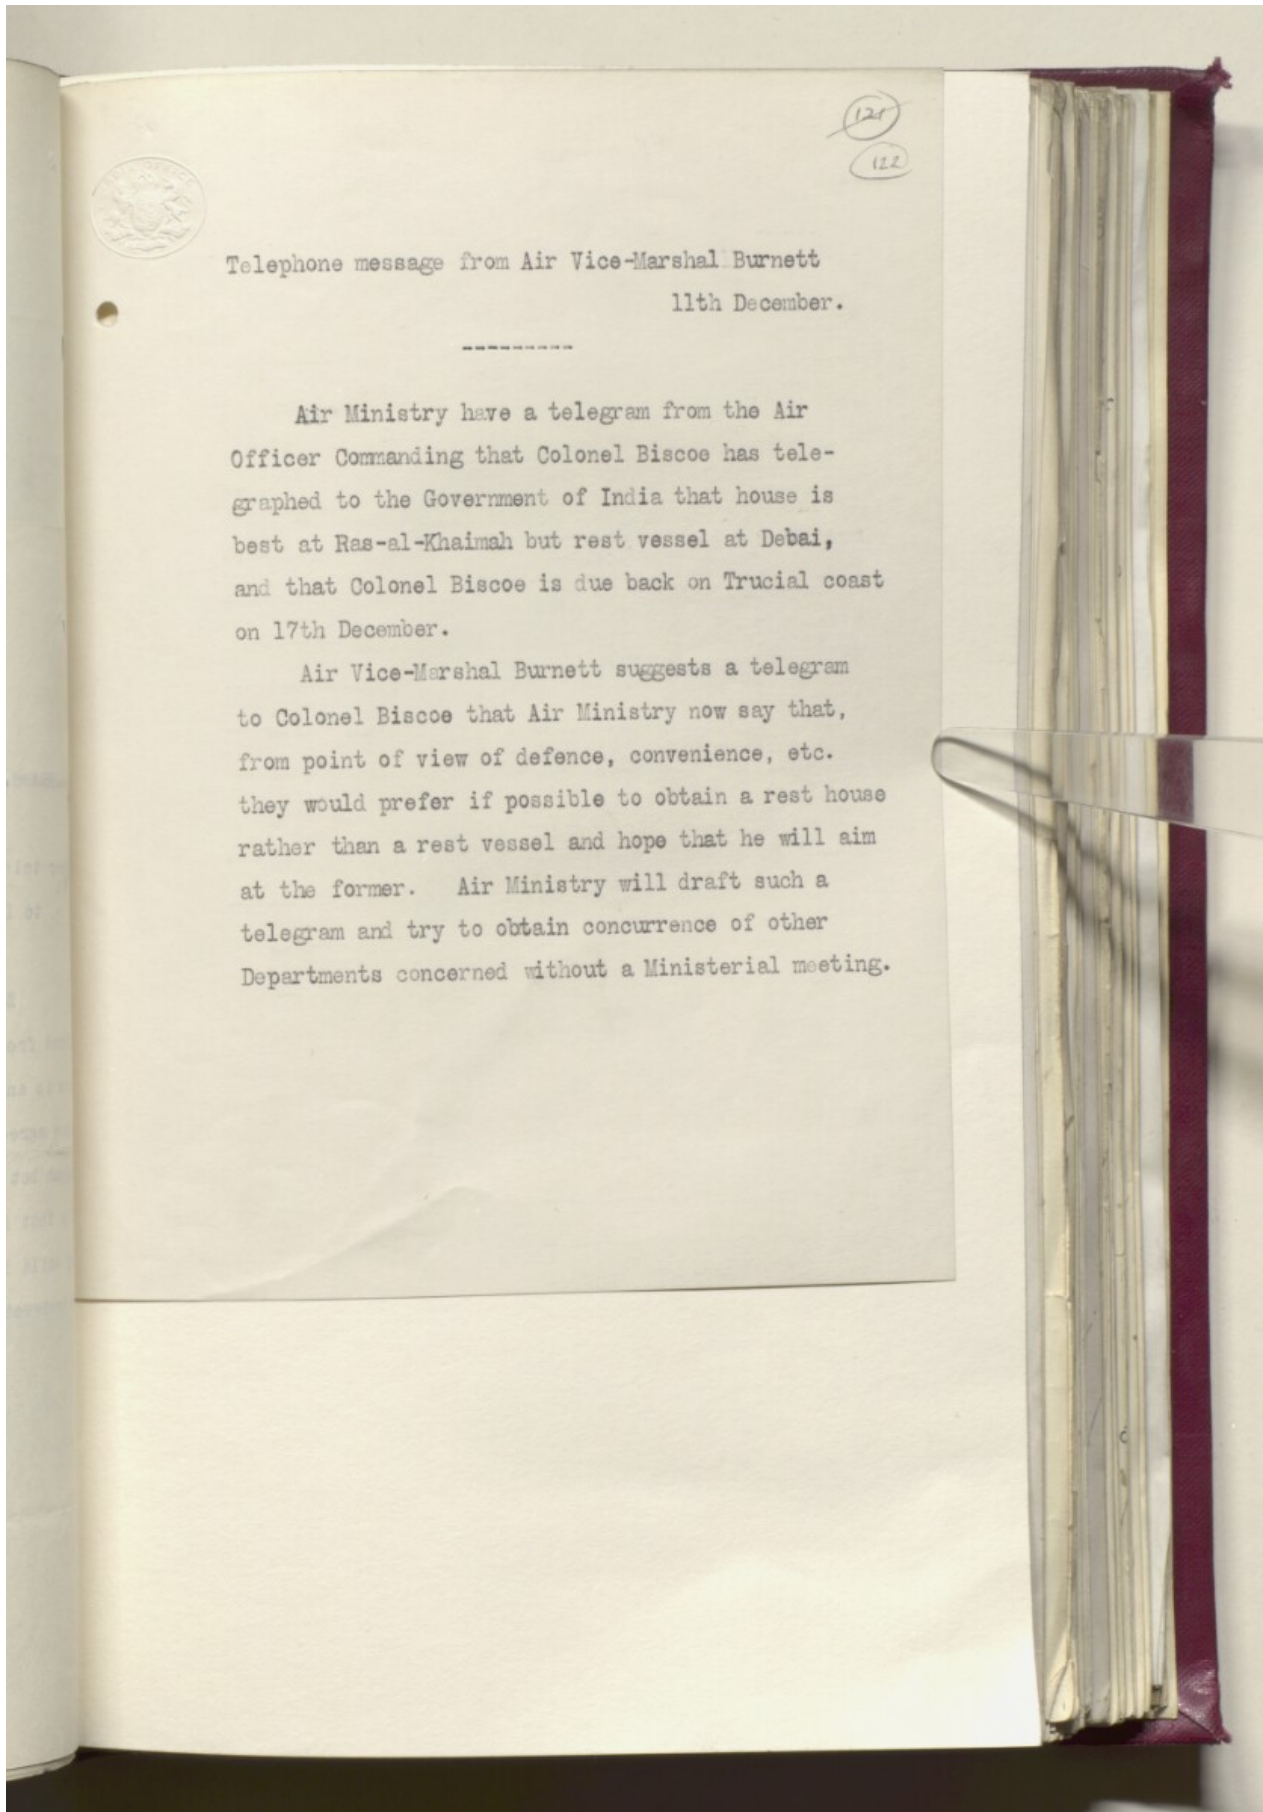 121
122
Telephone message from Air Vice-Marshal Burnett
11th December.
---------
Air Ministry have a telegram from the Air
Officer Commanding that Colonel Biscoe has tele-
graphed to the Government of India that house is
best at Ras-al-Khaimah but rest vessel at Debai,
and that Colonel Biscoe is due back on Trucial coast
on 17th December.
Air Vice-Marshal Burnett suggests a telegram
to Colonel Biscoe that Air Ministry now say that,
from point of view of defence, convenience, etc.
they would prefer if possible to obtain a rest house
rather than a rest vessel and hope that he will aim
at the former. Air Ministry will draft such a
telegram and try to obtain concurrence of other
Departments concerned without a Ministerial meeting.